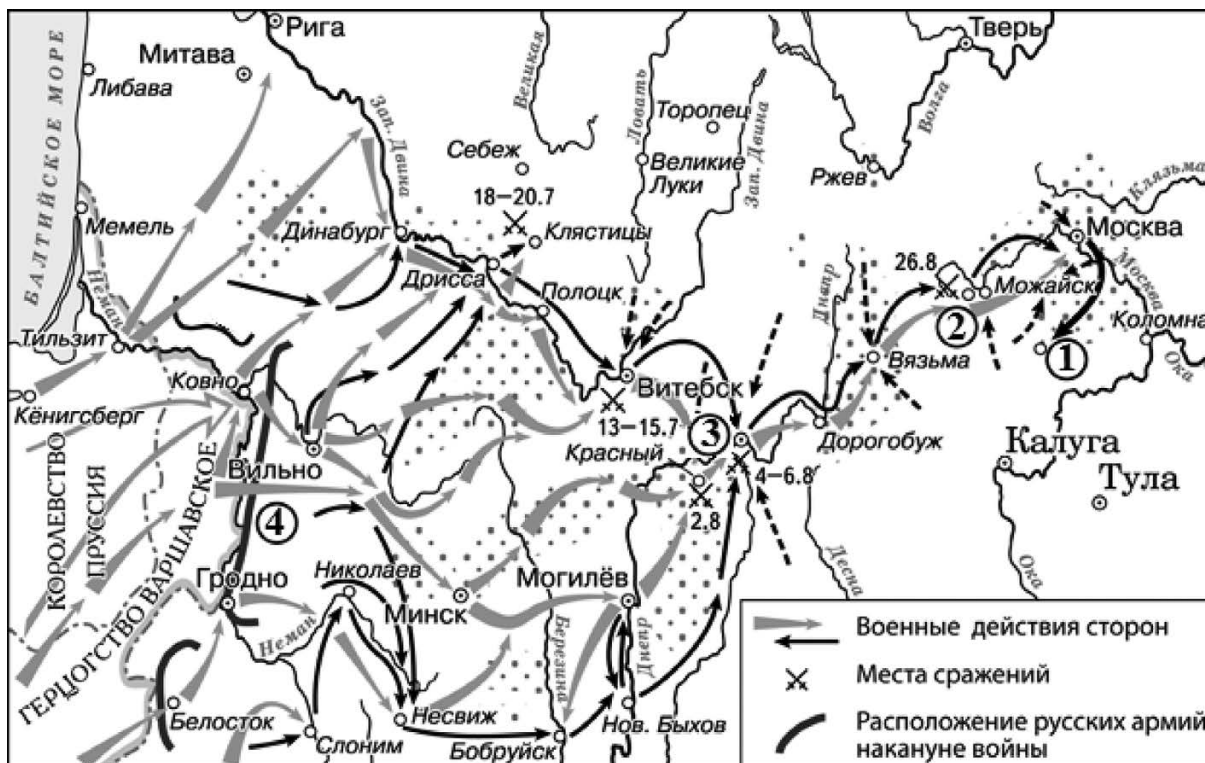 Рига
Тверь
Митава
Либава
БАЛТИЙСКОЕ МОРЕ
Зап. Двина
Великая
Ловать
Торопец
Зап. Двина
Волга
Себеж
Великие
Луки
Ржев
Клязьма
18–20.7
Мемель
Динабург
Клястицы
Москва
Неман
Дрисса
26.8
Можайск
Москва
Полоцк
Днепр
Коломна
Тильзит
2
1
Ока
Ковно
Витебск
Вязьма
Кёнигсберг
13–15.7
3
Красный
Дорогобуж
Калуга
Вильно
4–6.8
Тула
КОРОЛЕВСТВО
ПРУССИЯ
ГЕРЦОГСТВО ВАРШАВСКОЕ
4
2.8
Николаев
Гродно
Могилёв
Десна
Ока
Минск
Неман
Березина
Днепр
Белосток
Несвиж
Слоним
Бобруйск
Нов. Быхов
Военные действия сторон
Места сражений
Расположение русских армий
накануне войны